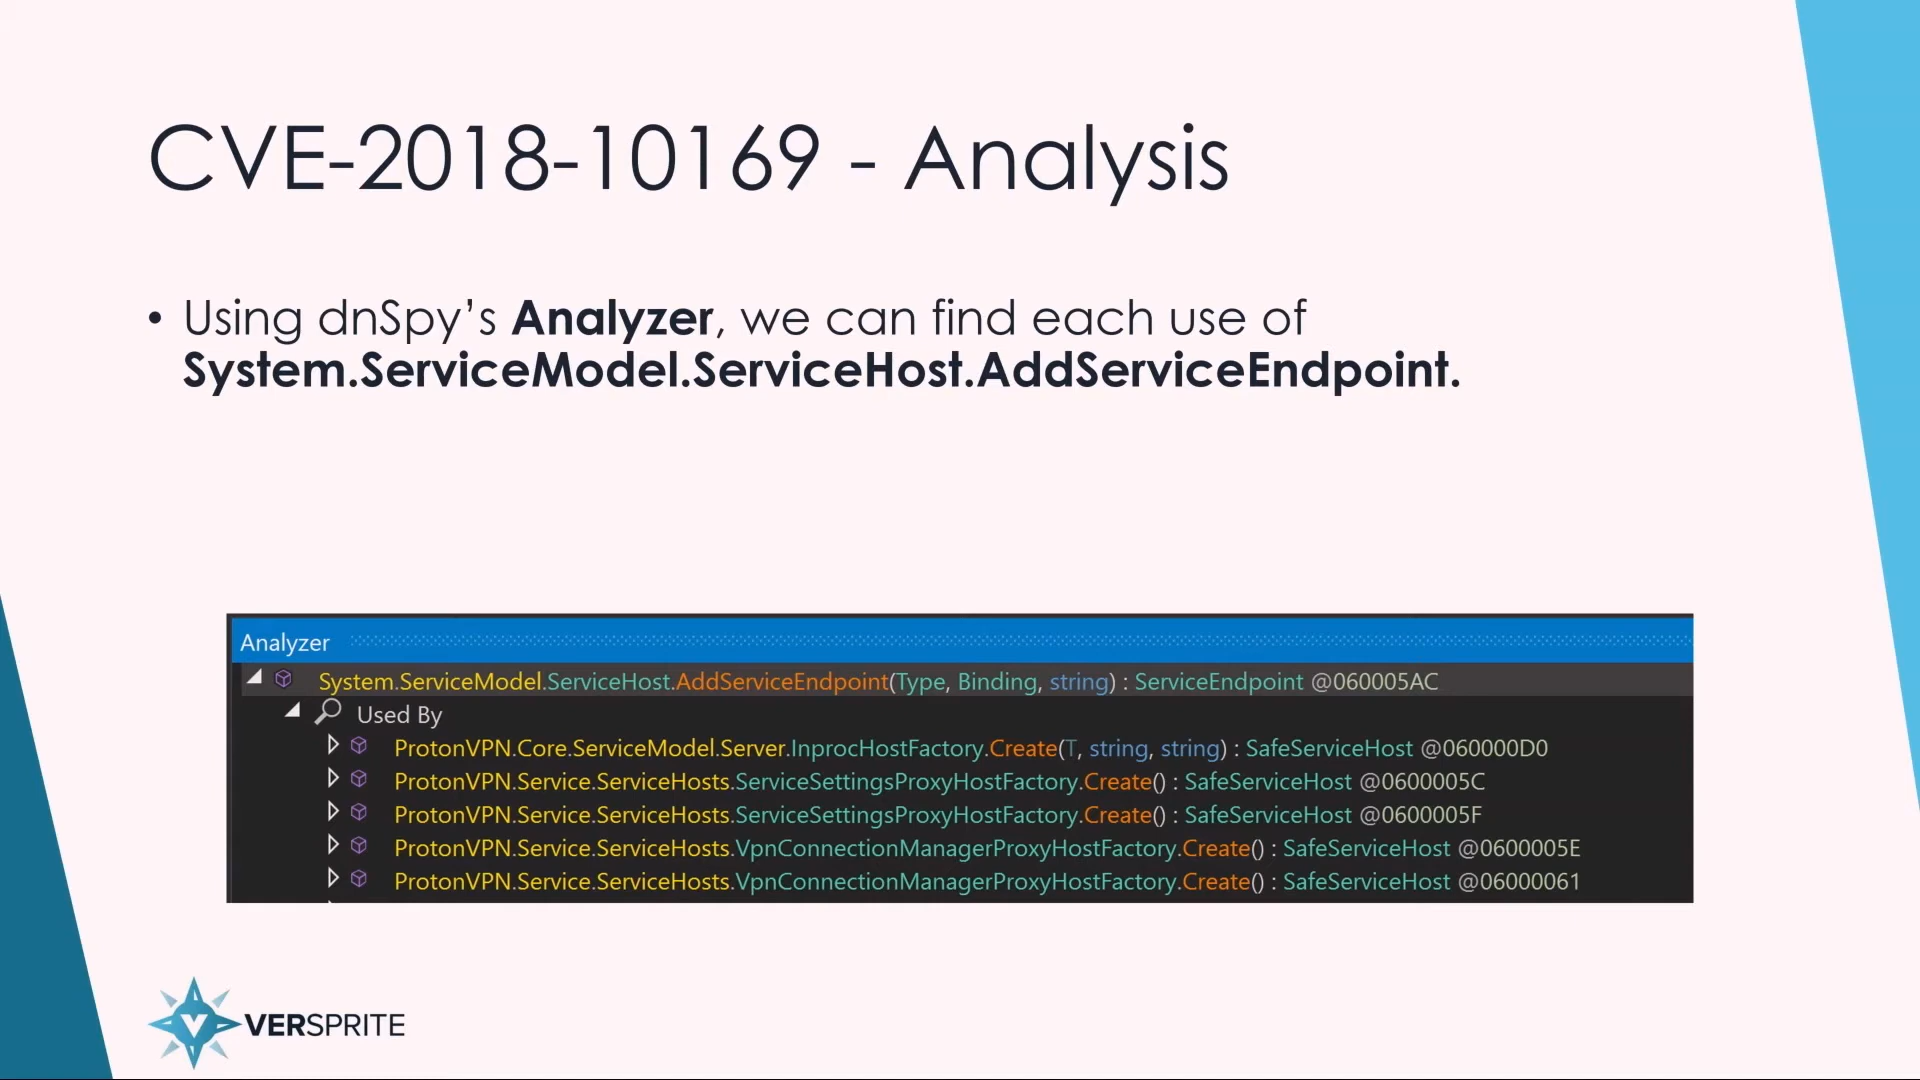 CVE-2018-10169 - Analysis
• Using dnSpy’s Analyzer, we can find each use of
System.ServiceModel.ServiceHost.AddServiceEndpoint.
Analyzer
System.ServiceModel.ServiceHost.AddServiceEndpoint(Type, Binding, string) : ServiceEndpoint @060005AC
Used By
ProtonVPN.Core.ServiceModel.Server.InprocHostFactory.Create(T, string, string) : SafeServiceHost @060000D0
ProtonVPN.Service.ServiceHosts.ServiceSettingsProxyHostFactory.Create() : SafeServiceHost @0600005C
ProtonVPN.Service.ServiceHosts.ServiceSettingsProxyHostFactory.Create() : SafeServiceHost @0600005F
ProtonVPN.Service.ServiceHosts.VpnConnectionManagerProxyHostFactory.Create() : SafeServiceHost @0600005E
ProtonVPN.Service.ServiceHosts.VpnConnectionManagerProxyHostFactory.Create() : SafeServiceHost @06000061
VERSPRITE